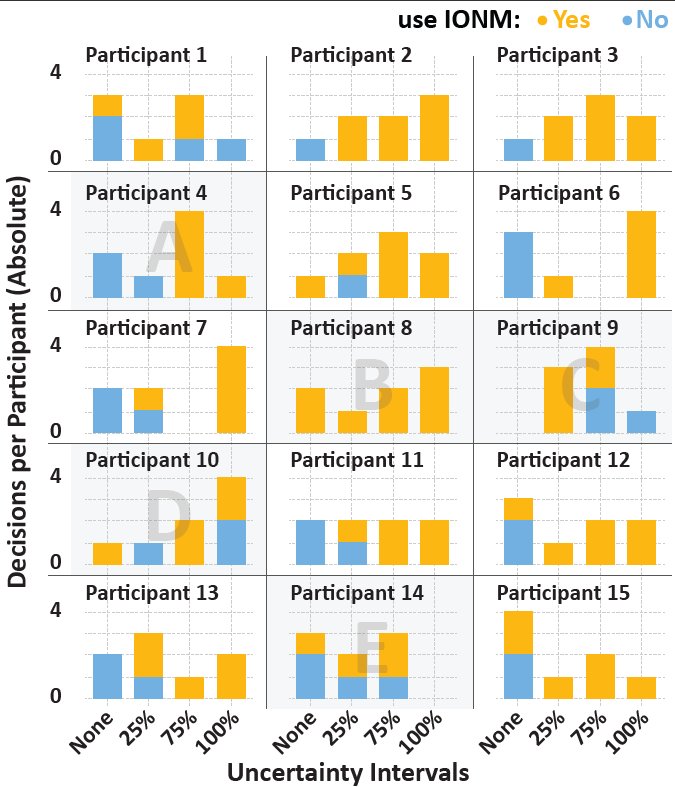 use IONM: Yes No
Participant 1 Participant 2 Participant 3
4
0
Participant 4 Participant 5 Participant 6
4
A
0
Participant 7 Participant 8 Participant 9
4
B C
0
Participant 10 Participant 11 Participant 12
4
D
0
Participant 13 Participant 14 Participant 15
4
E
0
None 25% 75% 100% None 25% 75% 100% None 25% 75% 100%
Uncertainty Intervals
Decisions per Participant (Absolute)